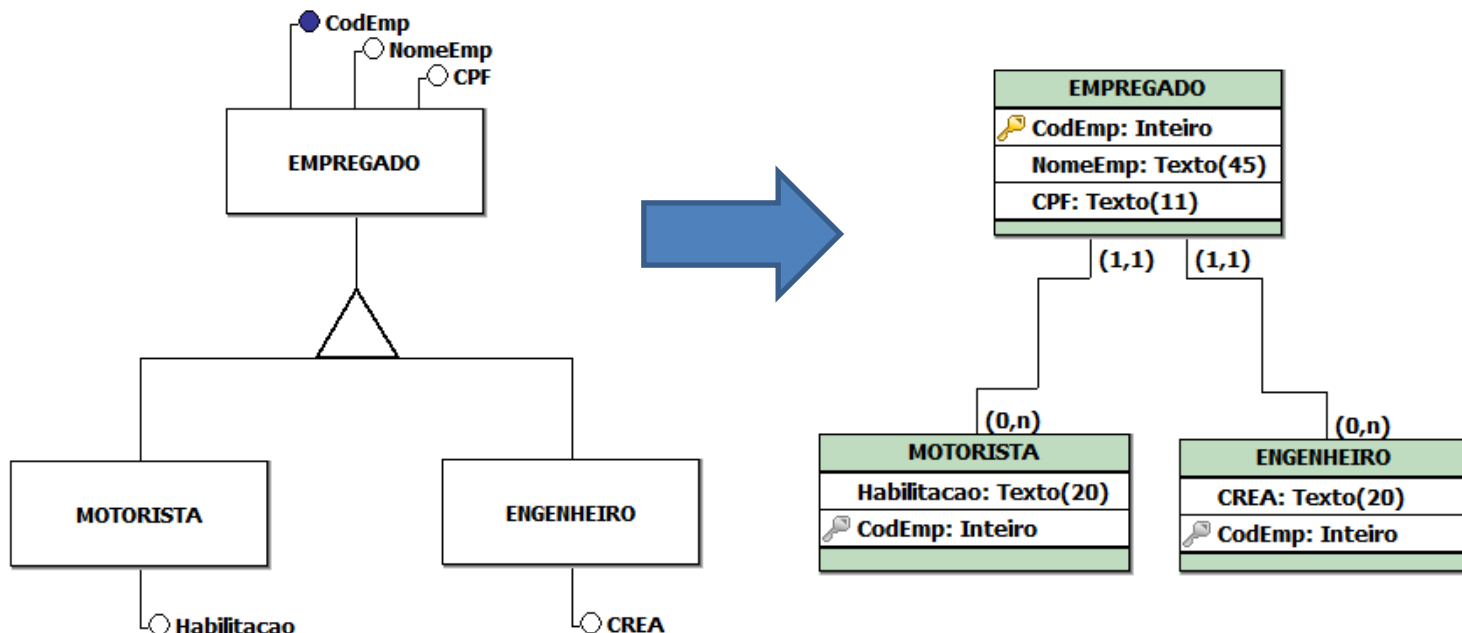 CodEmp
NomeEmp
CPF
EMPREGADO
MOTORISTA
ENGENHEIRO
Habilitacao
CREA
EMPREGADO
CodEmp: Inteiro
NomeEmp: Texto(45)
CPF: Texto(11)
(1,1)
(1,1)
(0,n)
(0,n)
MOTORISTA
Habilitacao: Texto(20)
CodEmp: Inteiro
ENGENHEIRO
CREA: Texto(20)
CodEmp: Inteiro